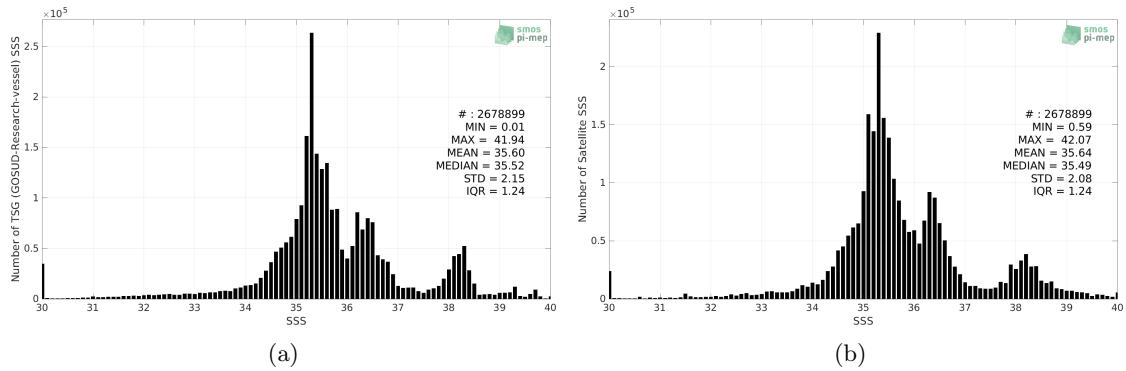 ×10⁵
smos
pi-mep
2.5
2
1.5
1
0.5
0
Number of TSG (GOSUD-Research-vessel) SSS
# : 2678899
MIN = 0.01
MAX = 41.94
MEAN = 35.60
MEDIAN = 35.52
STD = 2.15
IQR = 1.24
30 31 32 33 34 35 36 37 38 39 40
SSS
(a)
×10⁵
smos
pi-mep
2
1.5
1
0.5
0
Number of Satellite SSS
# : 2678899
MIN = 0.59
MAX = 42.07
MEAN = 35.64
MEDIAN = 35.49
STD = 2.08
IQR = 1.24
30 31 32 33 34 35 36 37 38 39 40
SSS
(b)